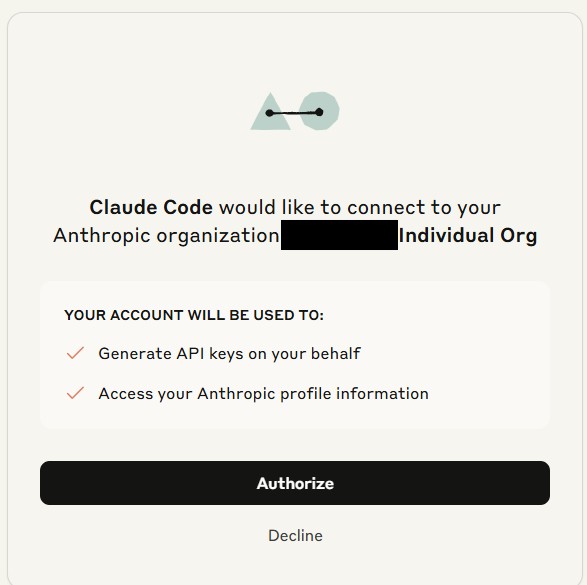 Claude Code would like to connect to your
Anthropic organization Individual Org
YOUR ACCOUNT WILL BE USED TO:
Generate API keys on your behalf
Access your Anthropic profile information
Authorize
Decline